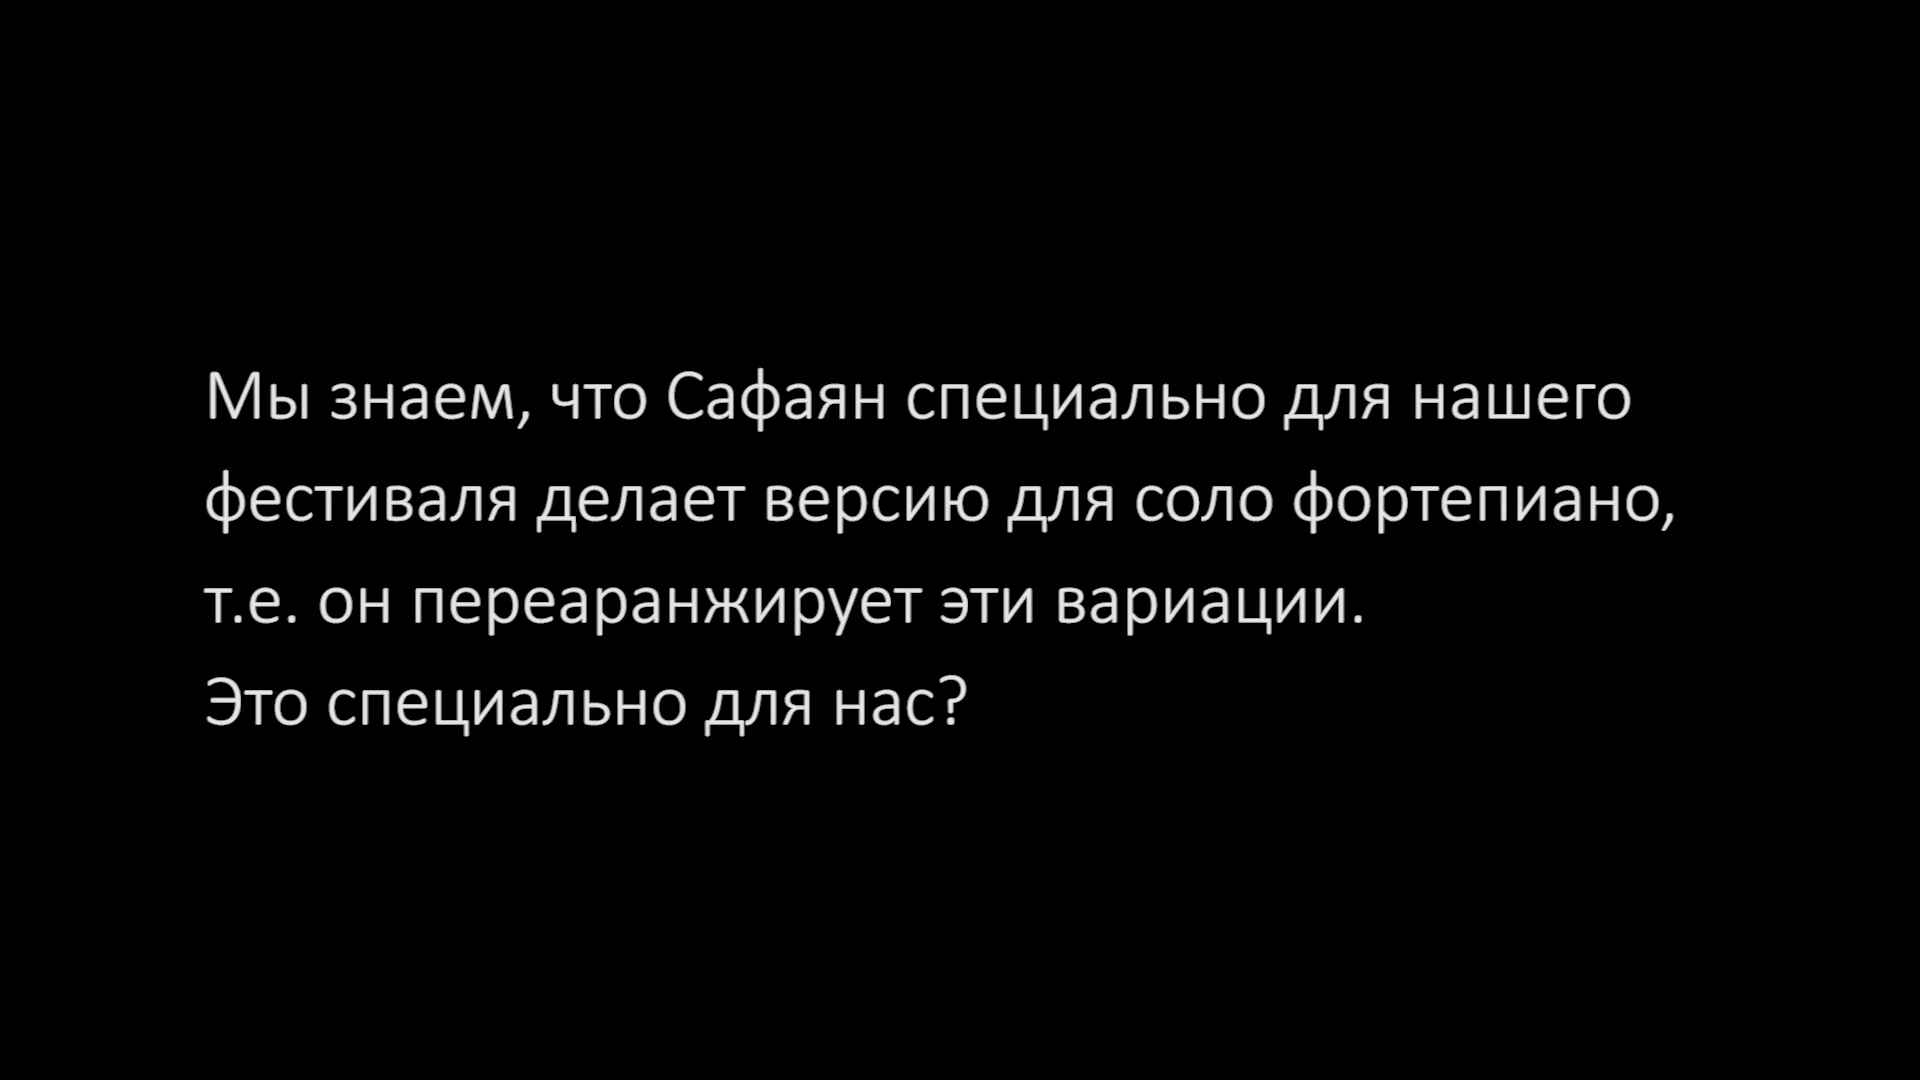 Мы знаем, что Сафаян специально для нашего
фестиваля делает версию для соло фортепиано,
т.е. он переаранжирует эти вариации.
Это специально для нас?